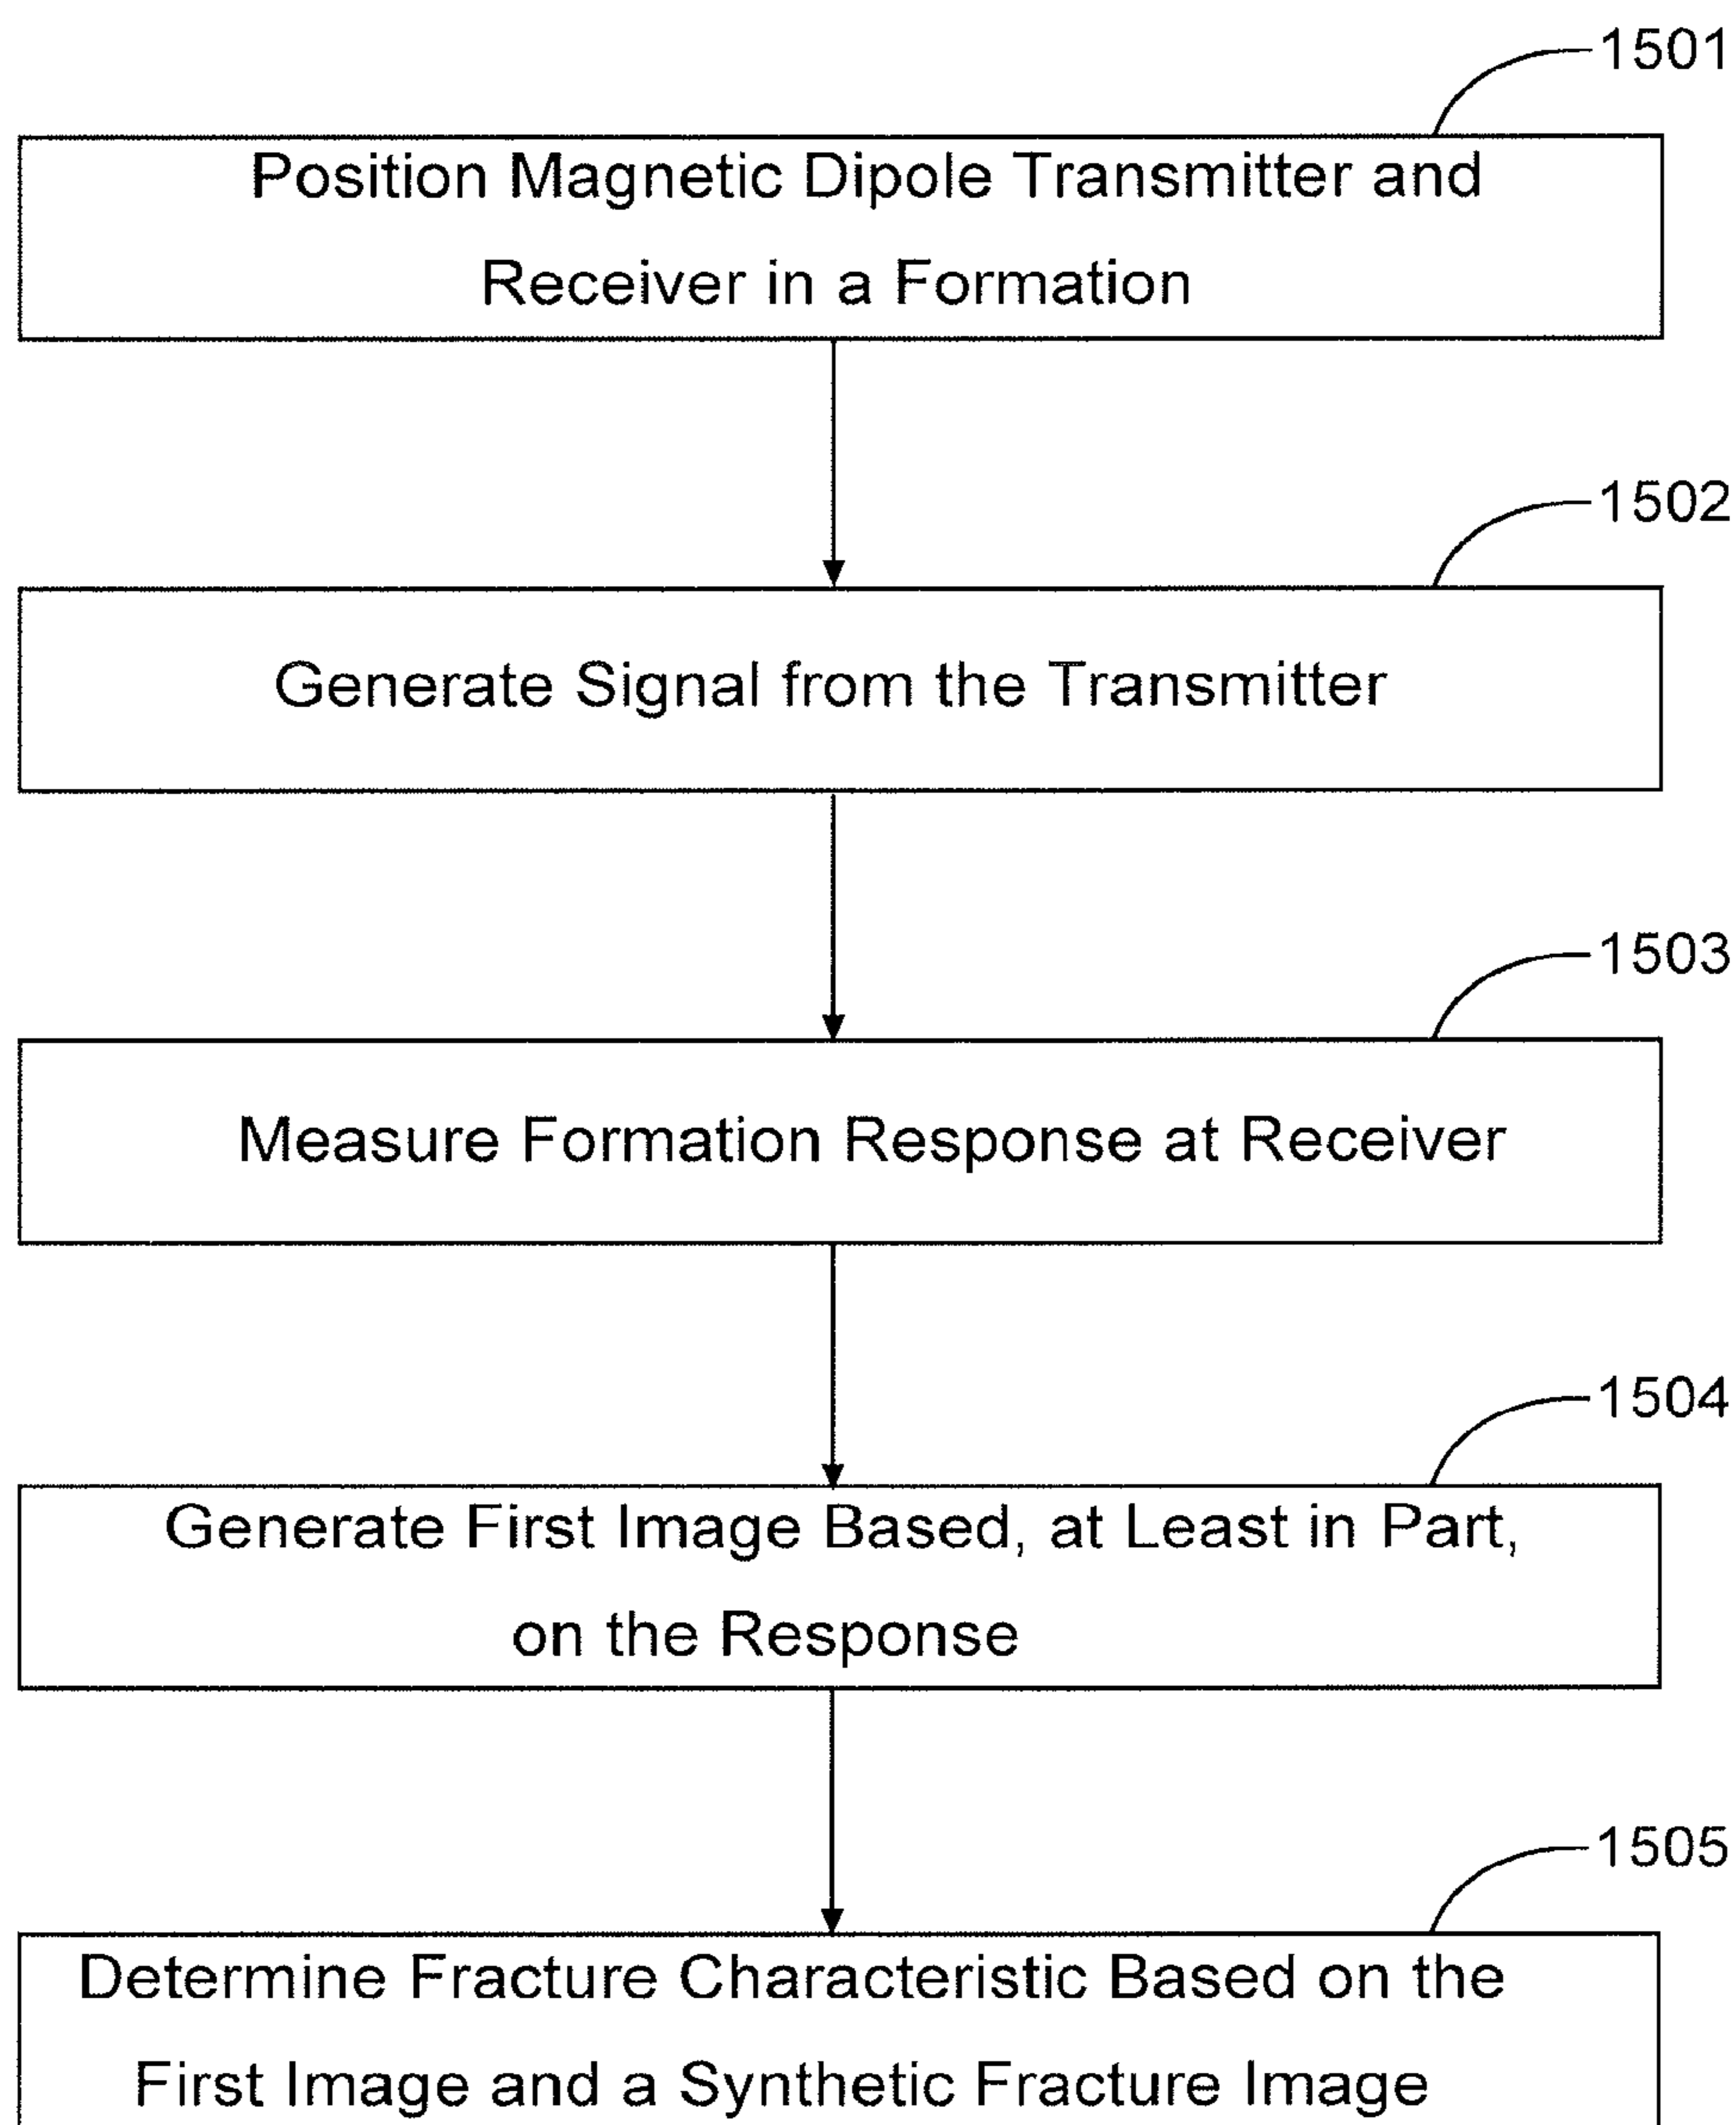 1501
Position Magnetic Dipole Transmitter and
Receiver in a Formation
1502
Generate Signal from the Transmitter
1503
Measure Formation Response at Receiver
1504
Generate First Image Based, at Least in Part,
on the Response
1505
Determine Fracture Characteristic Based on the
First Image and a Synthetic Fracture Image